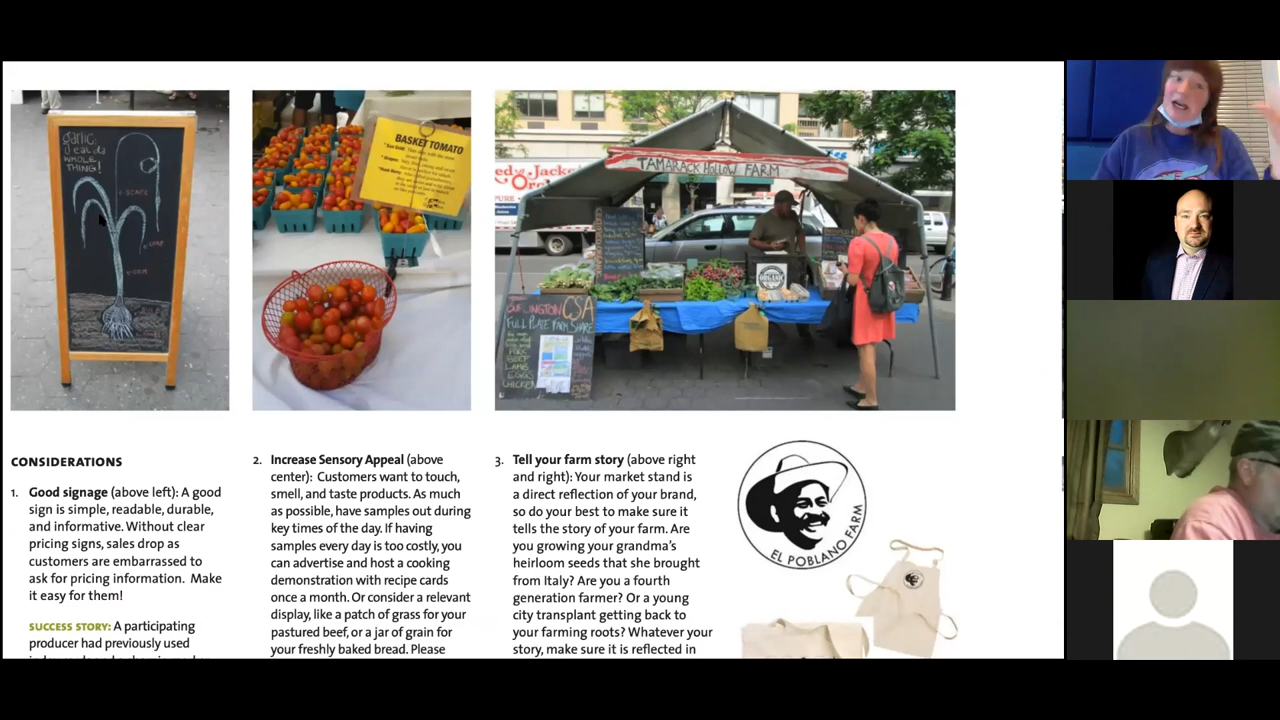 garlic:
U eat da
WHOLE
THING!
BASKET TOMATO
TAMARACK HOLLOW FARM
CSA
FULL PLATE FARM SHARE
PORK
BEEF
LAMB
EGGS
CHICKEN
ORGANIC
CONSIDERATIONS
1. Good signage (above left): A good
sign is simple, readable, durable,
and informative. Without clear
pricing signs, sales drop as
customers are embarrassed to
ask for pricing information. Make
it easy for them!
SUCCESS STORY: A participating
producer had previously used
2. Increase Sensory Appeal (above
center): Customers want to touch,
smell, and taste products. As much
as possible, have samples out during
key times of the day. If having
samples every day is too costly, you
can advertise and host a cooking
demonstration with recipe cards
once a month. Or consider a relevant
display, like a patch of grass for your
pastured beef, or a jar of grain for
your freshly baked bread. Please
3. Tell your farm story (above right
and right): Your market stand is
a direct reflection of your brand,
so do your best to make sure it
tells the story of your farm. Are
you growing your grandma's
heirloom seeds that she brought
from Italy? Are you a fourth
generation farmer? Or a young
city transplant getting back to
your farming roots? Whatever your
story, make sure it is reflected in
EL POBLANO FARM